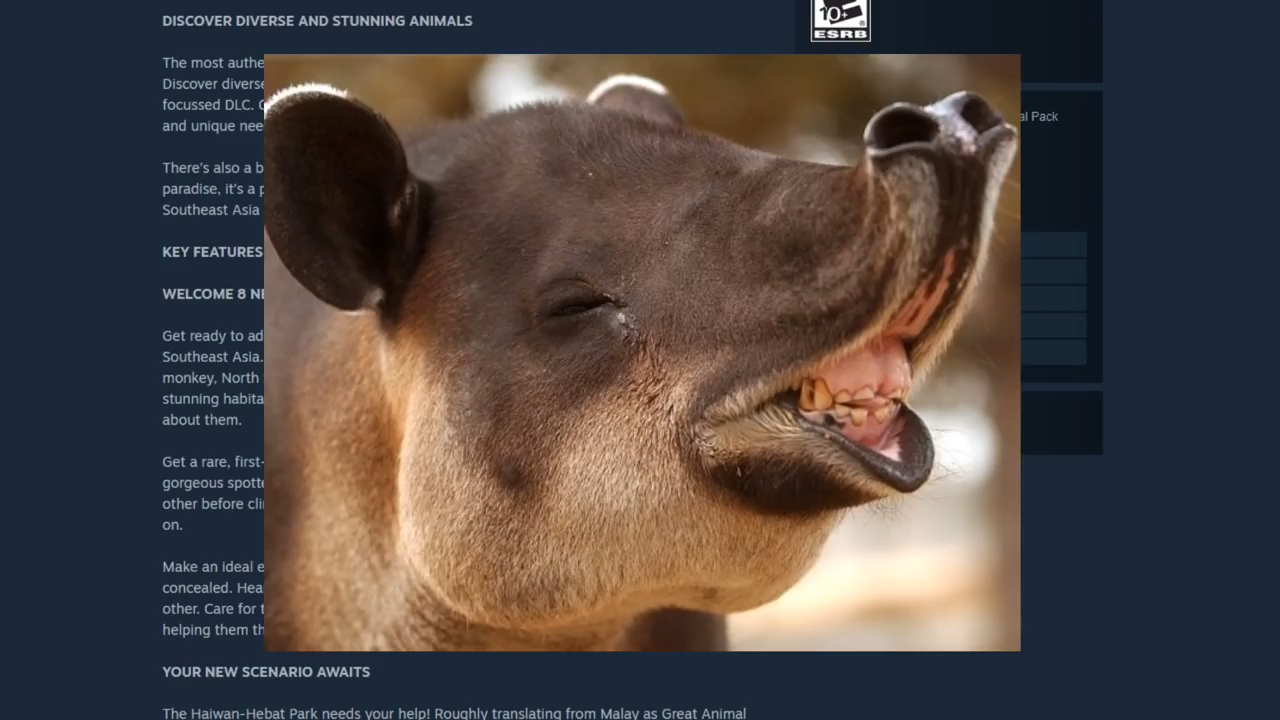 DISCOVER DIVERSE AND STUNNING ANIMALS
10+
ESRB
The most authe
Discover diverse
focussed DLC.
and unique nee
al Pack
There's also a b
paradise, it's a p
Southeast Asia
KEY FEATURES
WELCOME 8 NE
Get ready to ad
Southeast Asia.
monkey, North
stunning habita
about them.
Get a rare, first-
gorgeous spotte
other before clin
on.
Make an ideal e
concealed. Hea
other. Care for t
helping them th
YOUR NEW SCENARIO AWAITS
The Haiwan-Hebat Park needs your help! Roughly translating from Malay as Great Animal